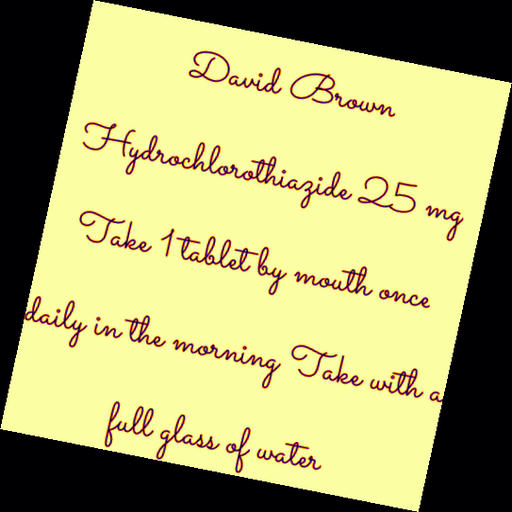 David Brown
Hydrochlorothiazide 25 mg
Take 1 tablet by mouth once
daily in the morning Take with a
full glass of water